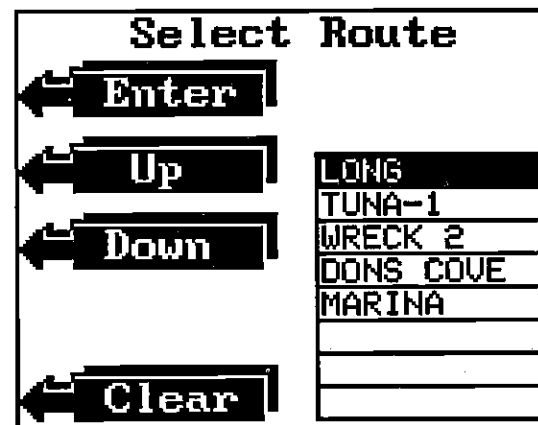 Select Route
Enter
Up
Down
Clear
LONG
TUNA-1
WRECK 2
DONS COVE
MARINA